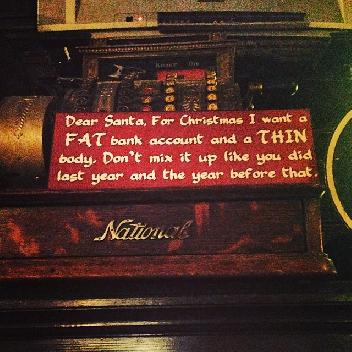 Dear Santa, For Christmas I want a
FAT bank account and a THIN
body. Don't mix it up like you did
last year and the year before that.
National